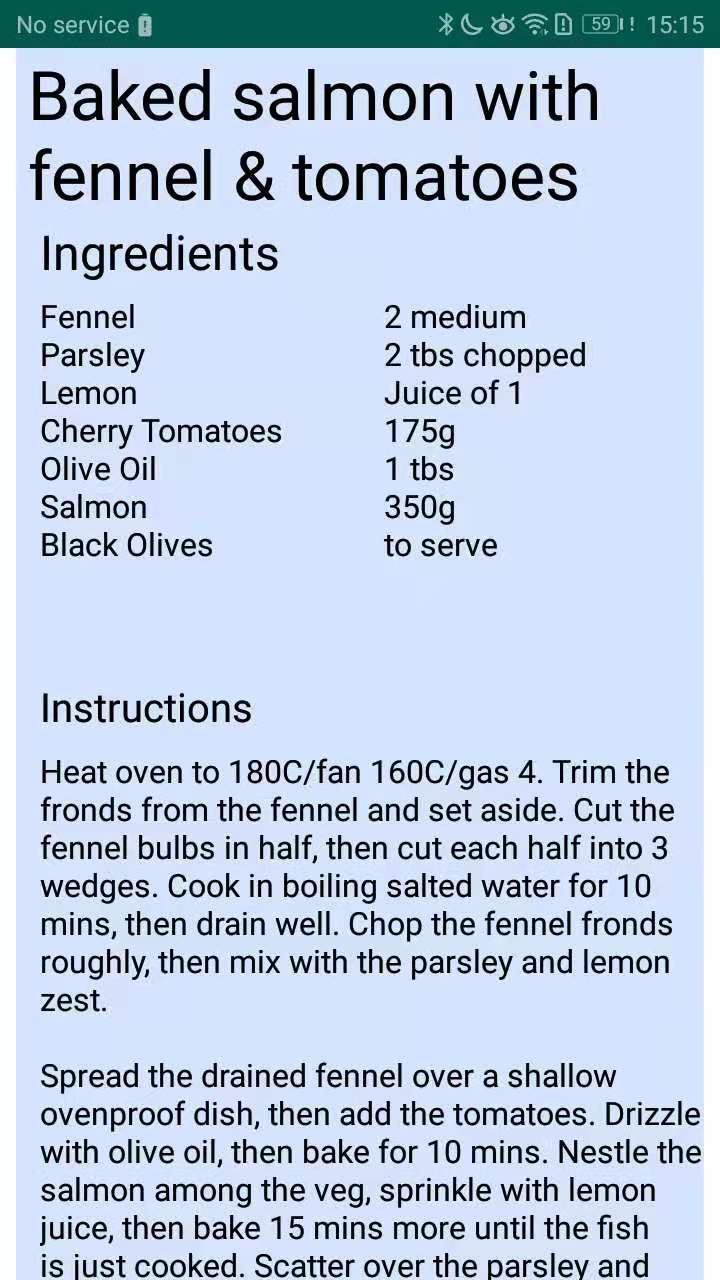 No service
59 ! 15:15
Baked salmon with
fennel & tomatoes
Ingredients
Fennel 2 medium
Parsley 2 tbs chopped
Lemon Juice of 1
Cherry Tomatoes 175g
Olive Oil 1 tbs
Salmon 350g
Black Olives to serve
Instructions
Heat oven to 180C/fan 160C/gas 4. Trim the
fronds from the fennel and set aside. Cut the
fennel bulbs in half, then cut each half into 3
wedges. Cook in boiling salted water for 10
mins, then drain well. Chop the fennel fronds
roughly, then mix with the parsley and lemon
zest.
Spread the drained fennel over a shallow
ovenproof dish, then add the tomatoes. Drizzle
with olive oil, then bake for 10 mins. Nestle the
salmon among the veg, sprinkle with lemon
juice, then bake 15 mins more until the fish
is just cooked. Scatter over the parsley and